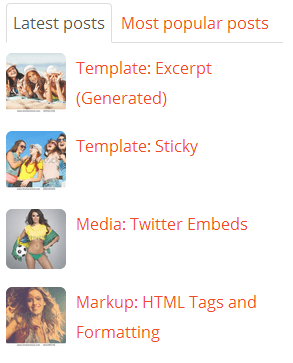 Latest posts
Most popular posts
Template: Excerpt
(Generated)
Template: Sticky
Media: Twitter Embeds
Markup: HTML Tags and
Formatting